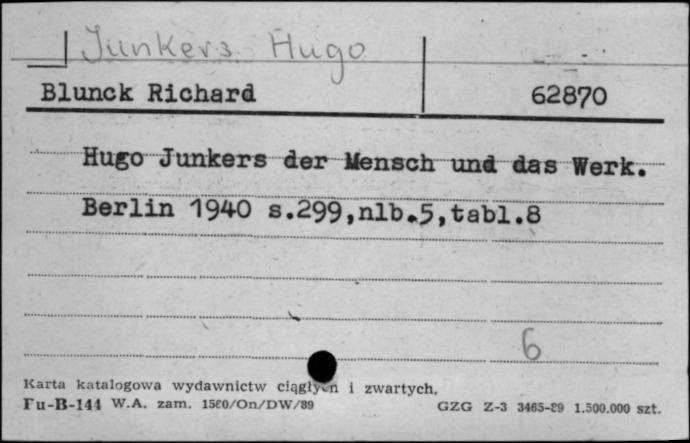 Junkers Hugo
Blunck Richard 62870
Hugo Junkers der Mensch und das Werk.
Berlin 1940 s.299,nlb.5,tabl.8
6
Karta katalogowa wydawnictw ciągłych i zwartych.
Fu-B-144 W.A. zam. 1580/On/DW/89 GZG Z-3 3465-89 1.500.000 szt.